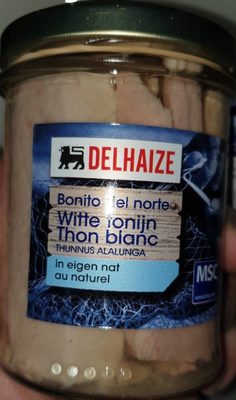 DELHAIZE
Bonito del norte
Witte tonijn
Thon blanc
THUNNUS ALALUNGA
in eigen nat
au naturel
MSC